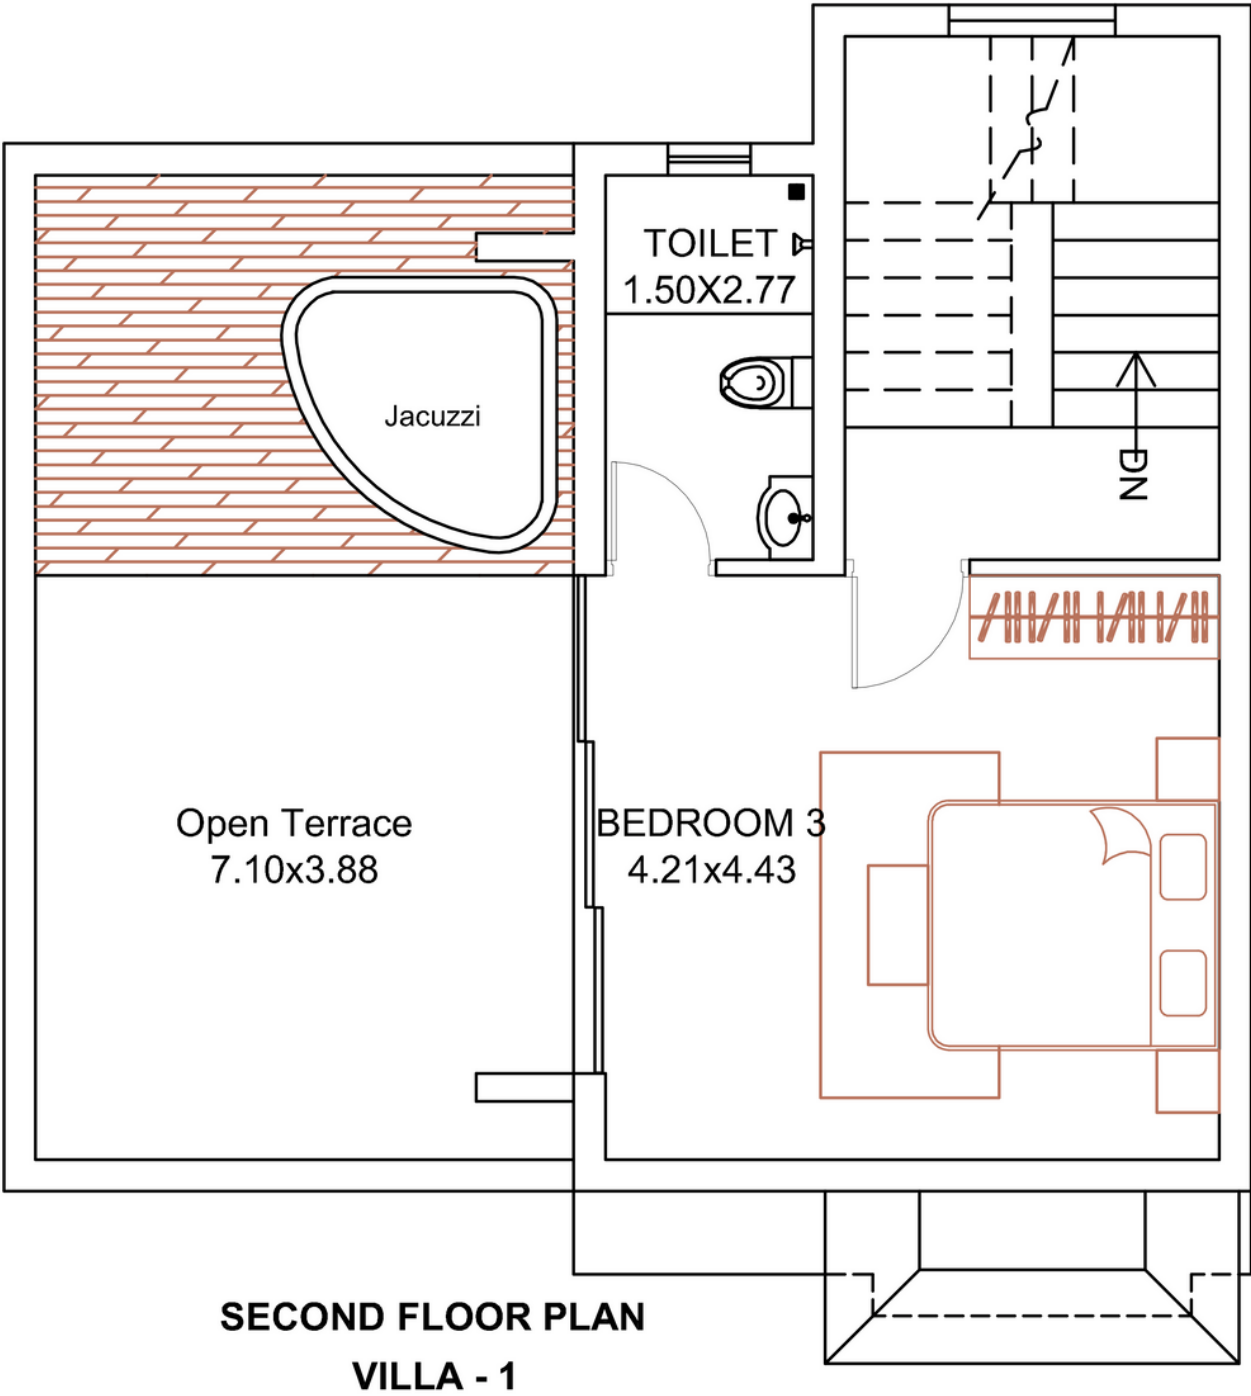 TOILET
1.50X2.77
Jacuzzi
DN
Open Terrace
7.10x3.88
BEDROOM 3
4.21x4.43
SECOND FLOOR PLAN
VILLA - 1